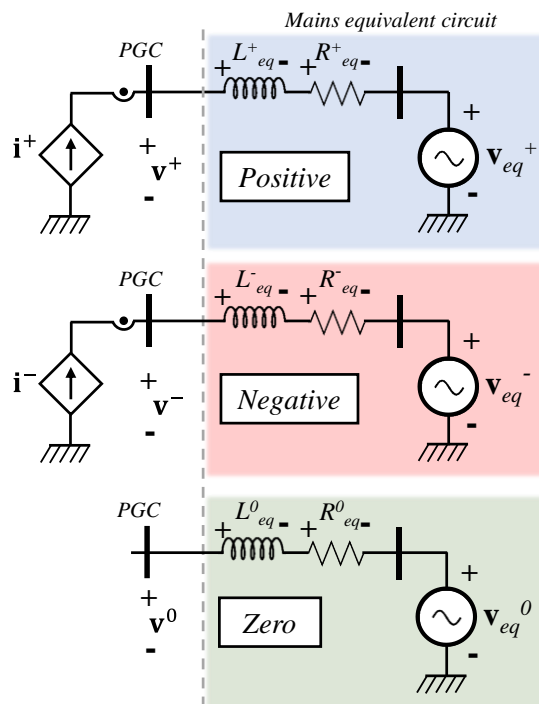 Mains equivalent circuit
PGC
+ L⁺eq - + R⁺eq -
i⁺
+
v⁺
-
Positive
+
veq⁺
-
PGC
+ L⁻eq - + R⁻eq -
i⁻
+
v⁻
-
Negative
+
veq⁻
-
PGC
+ L⁰eq - + R⁰eq -
+
v⁰
-
Zero
+
veq⁰
-